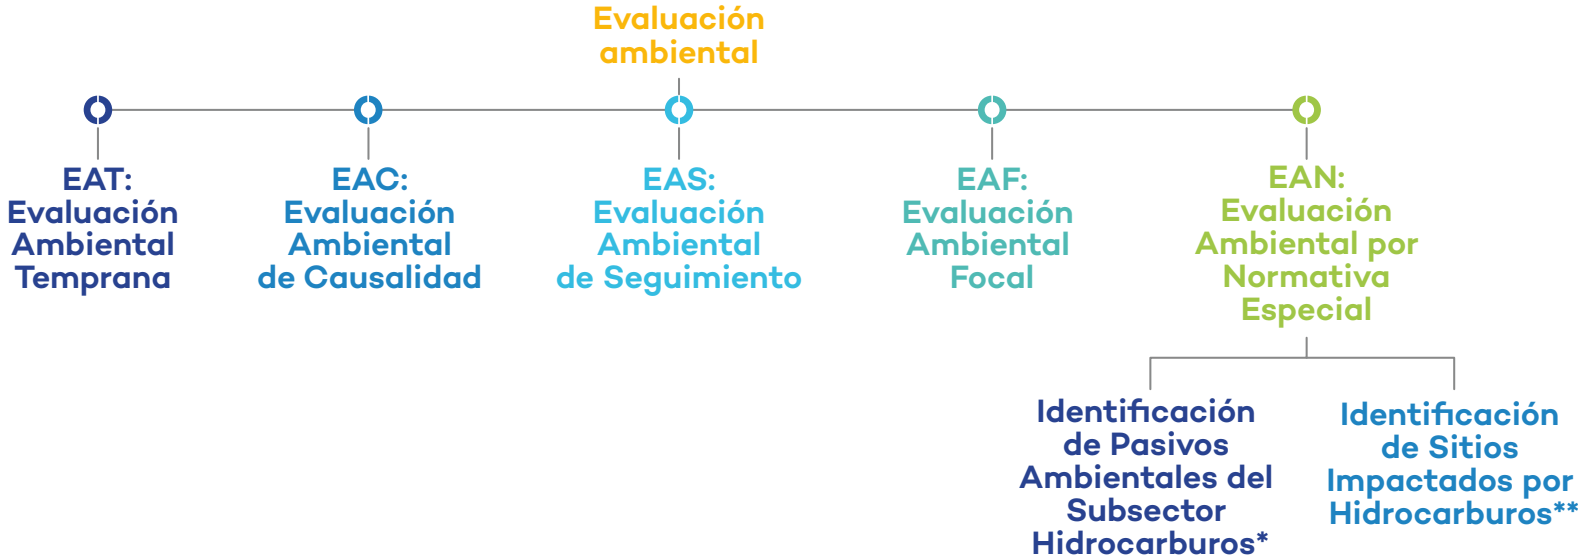 Evaluación
ambiental
EAT:
Evaluación
Ambiental
Temprana
EAC:
Evaluación
Ambiental
de Causalidad
EAS:
Evaluación
Ambiental
de Seguimiento
EAF:
Evaluación
Ambiental
Focal
EAN:
Evaluación
Ambiental por
Normativa
Especial
Identificación
de Pasivos
Ambientales del
Subsector
Hidrocarburos*
Identificación
de Sitios
Impactados por
Hidrocarburos**